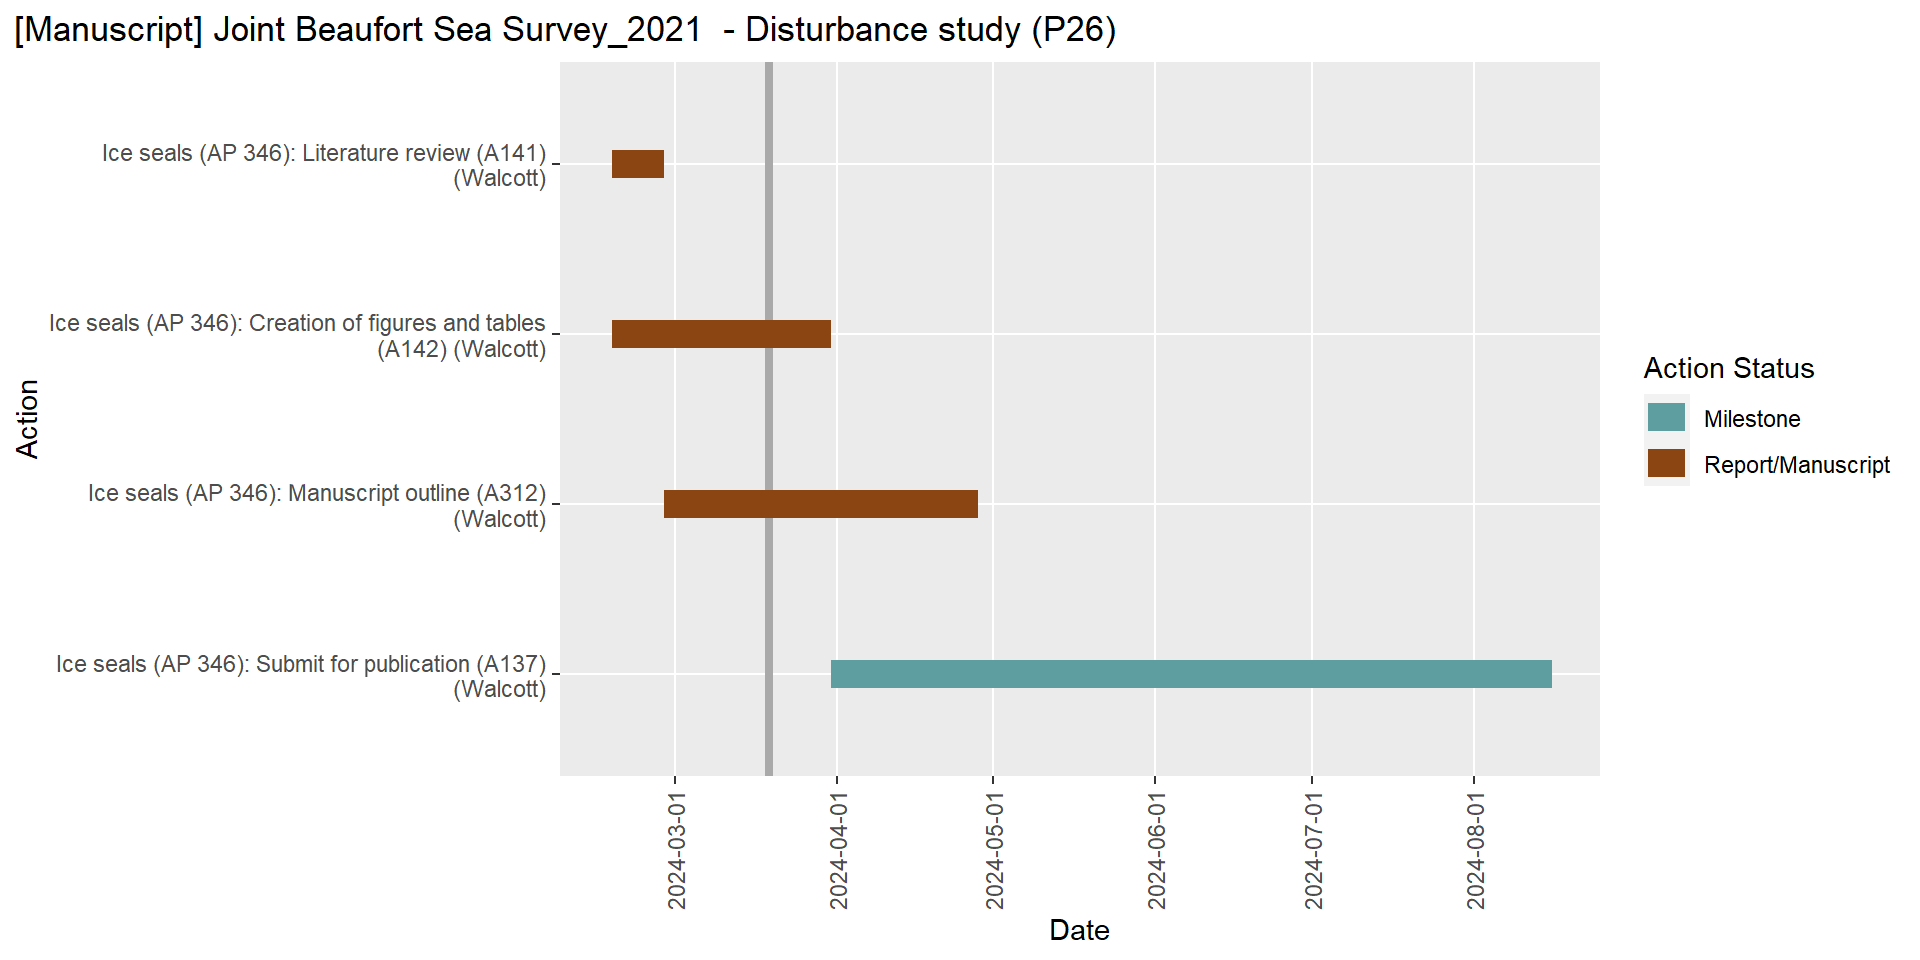 [Manuscript] Joint Beaufort Sea Survey_2021  - Disturbance study (P26)
Action
Ice seals (AP 346): Literature review (A141)
(Walcott)
Ice seals (AP 346): Creation of figures and tables
(A142) (Walcott)
Ice seals (AP 346): Manuscript outline (A312)
(Walcott)
Ice seals (AP 346): Submit for publication (A137)
(Walcott)
2024-03-01
2024-04-01
2024-05-01
2024-06-01
2024-07-01
2024-08-01
Date
Action Status
Milestone
Report/Manuscript